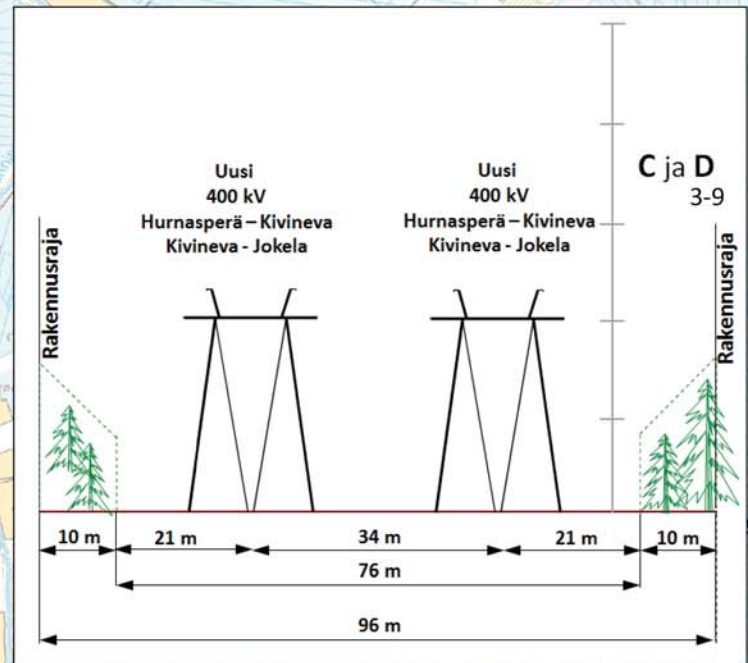 Uusi
400 kV
Hurnasperä – Kivineva
Kivineva - Jokela
Uusi
400 kV
Hurnasperä – Kivineva
Kivineva - Jokela
C ja D
3-9
Rakennusraja
Rakennusraja
10 m
21 m
34 m
21 m
10 m
76 m
96 m